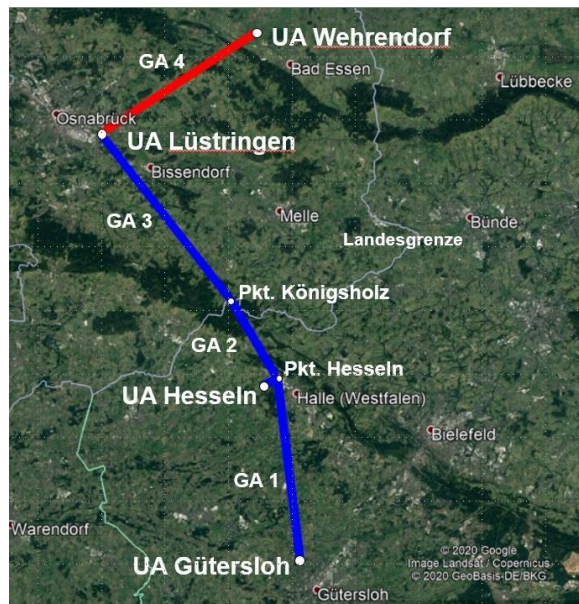 UA Wehrendorf
GA 4
Bad Essen
Lübbecke
Osnabrück
UA Lüstringen
Bissendorf
GA 3
Melle
Bünde
Landesgrenze
Pkt. Königsholz
GA 2
Pkt. Hesseln
UA Hesseln
Halle (Westfalen)
Bielefeld
GA 1
Warendorf
© 2020 Google
Image Landsat / Copernicus
© 2020 GeoBasis-DE/BKG
UA Gütersloh
Gütersloh